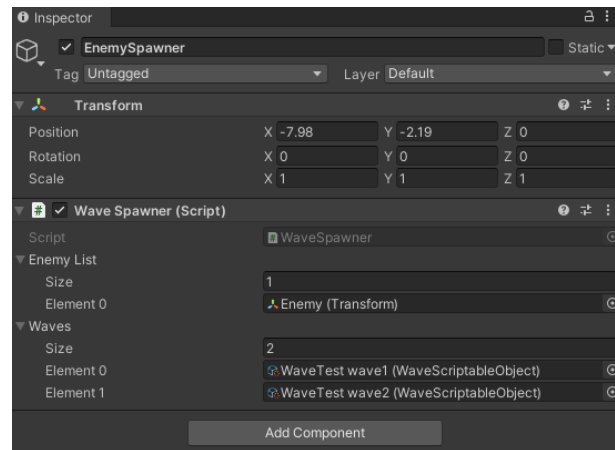 Inspector
EnemySpawner Static
Tag Untagged Layer Default
Transform
Position X -7.98 Y -2.19 Z 0
Rotation X 0 Y 0 Z 0
Scale X 1 Y 1 Z 1
# Wave Spawner (Script)
Script # WaveSpawner
Enemy List
Size 1
Element 0 Enemy (Transform)
Waves
Size 2
Element 0 WaveTest wave1 (WaveScriptableObject)
Element 1 WaveTest wave2 (WaveScriptableObject)
Add Component